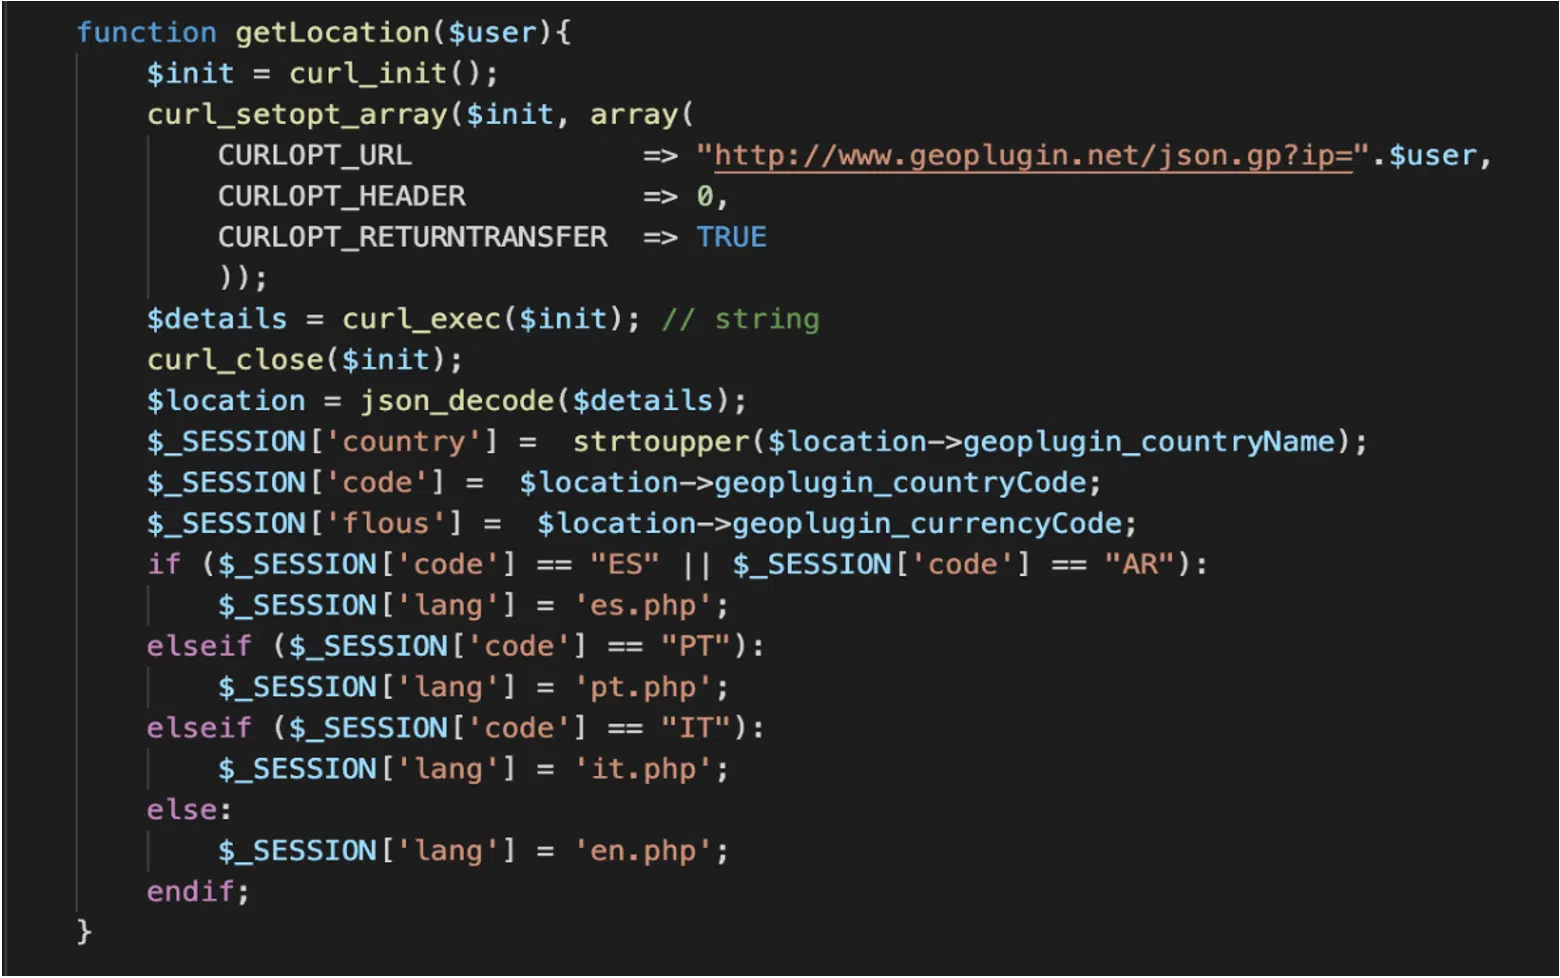 function getLocation($user){
$init = curl_init();
curl_setopt_array($init, array(
CURLOPT_URL => "http://www.geoplugin.net/json.gp?ip=".$user,
CURLOPT_HEADER => 0,
CURLOPT_RETURNTRANSFER => TRUE
));
$details = curl_exec($init); // string
curl_close($init);
$location = json_decode($details);
$_SESSION['country'] = strtoupper($location->geoplugin_countryName);
$_SESSION['code'] = $location->geoplugin_countryCode;
$_SESSION['flous'] = $location->geoplugin_currencyCode;
if ($_SESSION['code'] == "ES" || $_SESSION['code'] == "AR"):
$_SESSION['lang'] = 'es.php';
elseif ($_SESSION['code'] == "PT"):
$_SESSION['lang'] = 'pt.php';
elseif ($_SESSION['code'] == "IT"):
$_SESSION['lang'] = 'it.php';
else:
$_SESSION['lang'] = 'en.php';
endif;
}